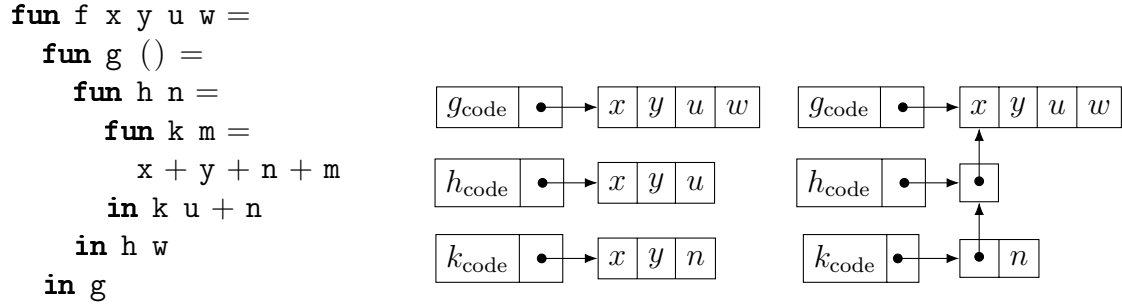 fun f x y u w =
fun g () =
fun h n =
fun k m =
x + y + n + m
in k u + n
in h w
in g
g_code x y u w
h_code x y u
k_code x y n
g_code x y u w
h_code
k_code n